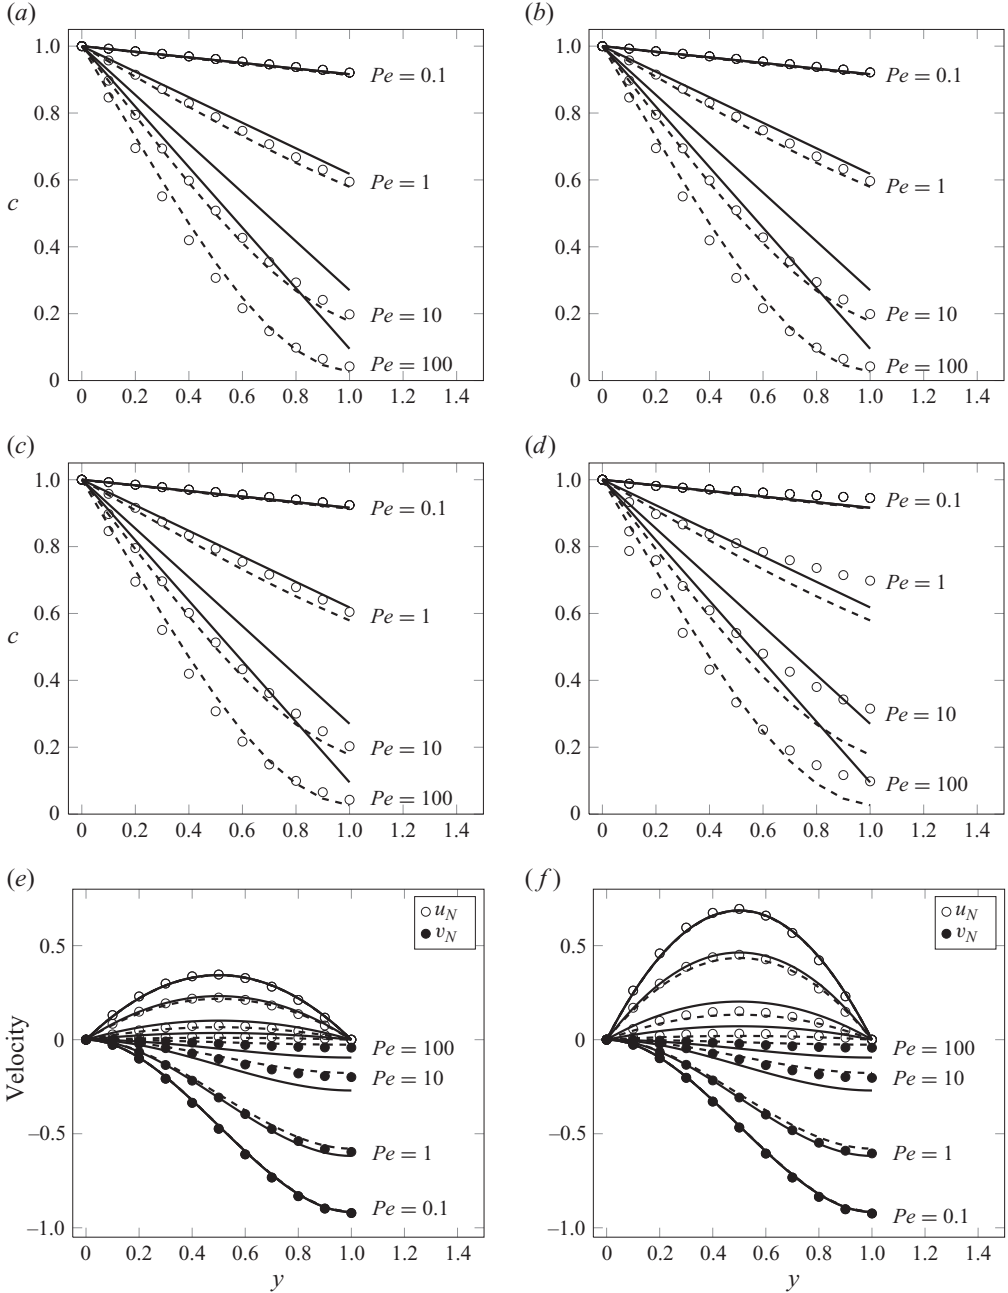 (a)
1.0
0.8
0.6
0.4
0.2
0
c
Pe = 0.1
Pe = 1
Pe = 10
Pe = 100
0 0.2 0.4 0.6 0.8 1.0 1.2 1.4
(b)
1.0
0.8
0.6
0.4
0.2
0
Pe = 0.1
Pe = 1
Pe = 10
Pe = 100
0 0.2 0.4 0.6 0.8 1.0 1.2 1.4
(c)
1.0
0.8
0.6
0.4
0.2
0
c
Pe = 0.1
Pe = 1
Pe = 10
Pe = 100
0 0.2 0.4 0.6 0.8 1.0 1.2 1.4
(d)
1.0
0.8
0.6
0.4
0.2
0
Pe = 0.1
Pe = 1
Pe = 10
Pe = 100
0 0.2 0.4 0.6 0.8 1.0 1.2 1.4
(e)
u_N
v_N
0.5
0
–0.5
–1.0
Velocity
Pe = 100
Pe = 10
Pe = 1
Pe = 0.1
0 0.2 0.4 0.6 0.8 1.0 1.2 1.4
y
(f)
u_N
v_N
0.5
0
–0.5
–1.0
Pe = 100
Pe = 10
Pe = 1
Pe = 0.1
0 0.2 0.4 0.6 0.8 1.0 1.2 1.4
y